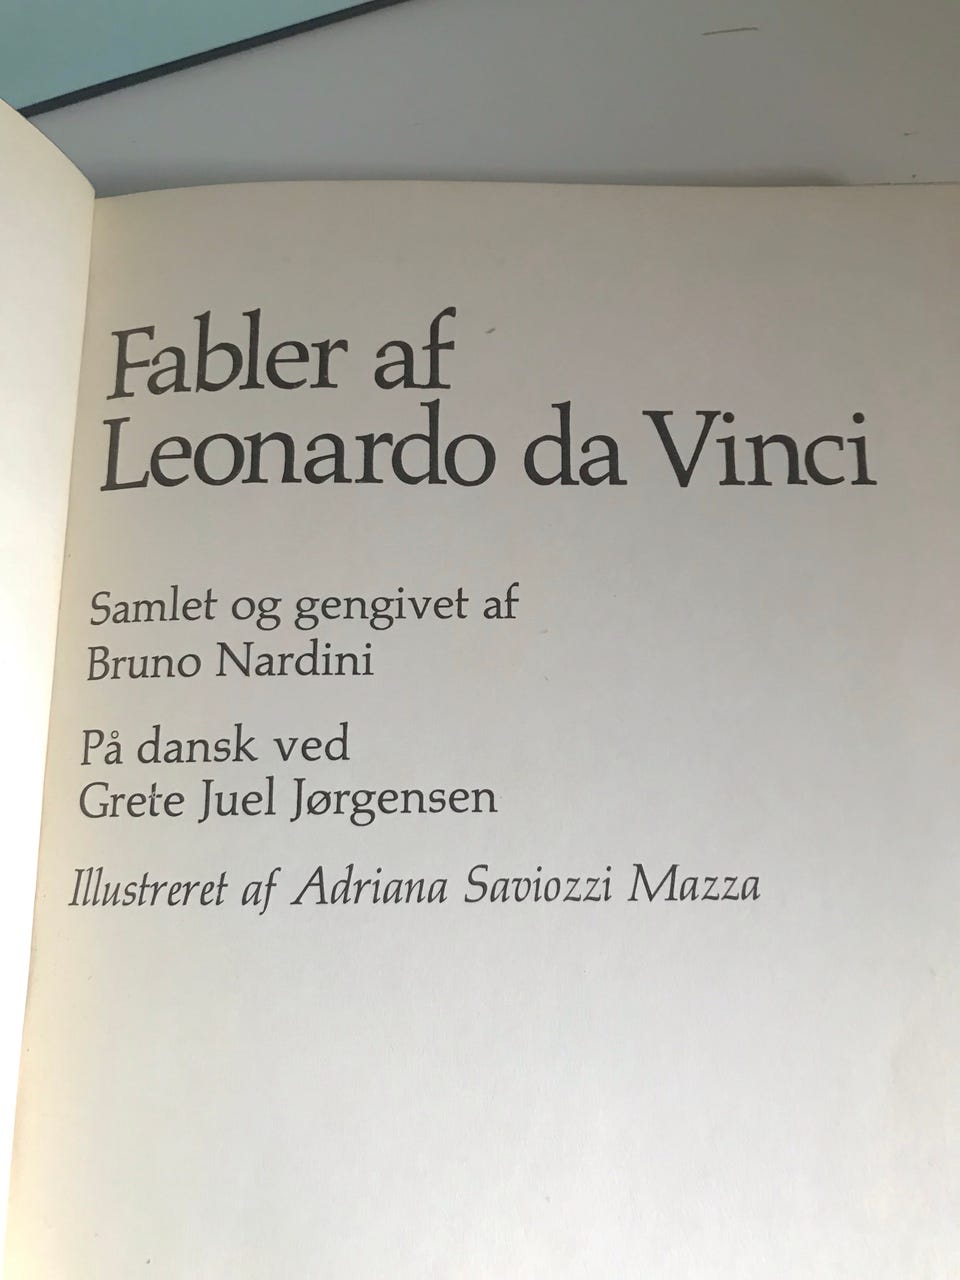 Fabler af
Leonardo da Vinci
Samlet og gengivet af
Bruno Nardini
På dansk ved
Grete Juel Jørgensen
Illustreret af Adriana Saviozzi Mazza